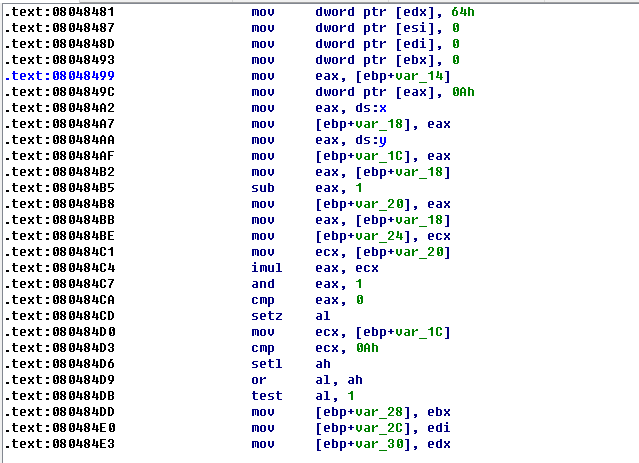 .text:08048481 mov dword ptr [edx], 64h
.text:08048487 mov dword ptr [esi], 0
.text:0804848D mov dword ptr [edi], 0
.text:08048493 mov dword ptr [ebx], 0
.text:08048499 mov eax, [ebp+var_14]
.text:0804849C mov dword ptr [eax], 0Ah
.text:080484A2 mov eax, ds:x
.text:080484A7 mov [ebp+var_18], eax
.text:080484AA mov eax, ds:y
.text:080484AF mov [ebp+var_1C], eax
.text:080484B2 mov eax, [ebp+var_18]
.text:080484B5 sub eax, 1
.text:080484B8 mov [ebp+var_20], eax
.text:080484BB mov eax, [ebp+var_18]
.text:080484BE mov [ebp+var_24], ecx
.text:080484C1 mov ecx, [ebp+var_20]
.text:080484C4 imul eax, ecx
.text:080484C7 and eax, 1
.text:080484CA cmp eax, 0
.text:080484CD setz al
.text:080484D0 mov ecx, [ebp+var_1C]
.text:080484D3 cmp ecx, 0Ah
.text:080484D6 setl ah
.text:080484D9 or al, ah
.text:080484DB test al, 1
.text:080484DD mov [ebp+var_28], ebx
.text:080484E0 mov [ebp+var_2C], edi
.text:080484E3 mov [ebp+var_30], edx